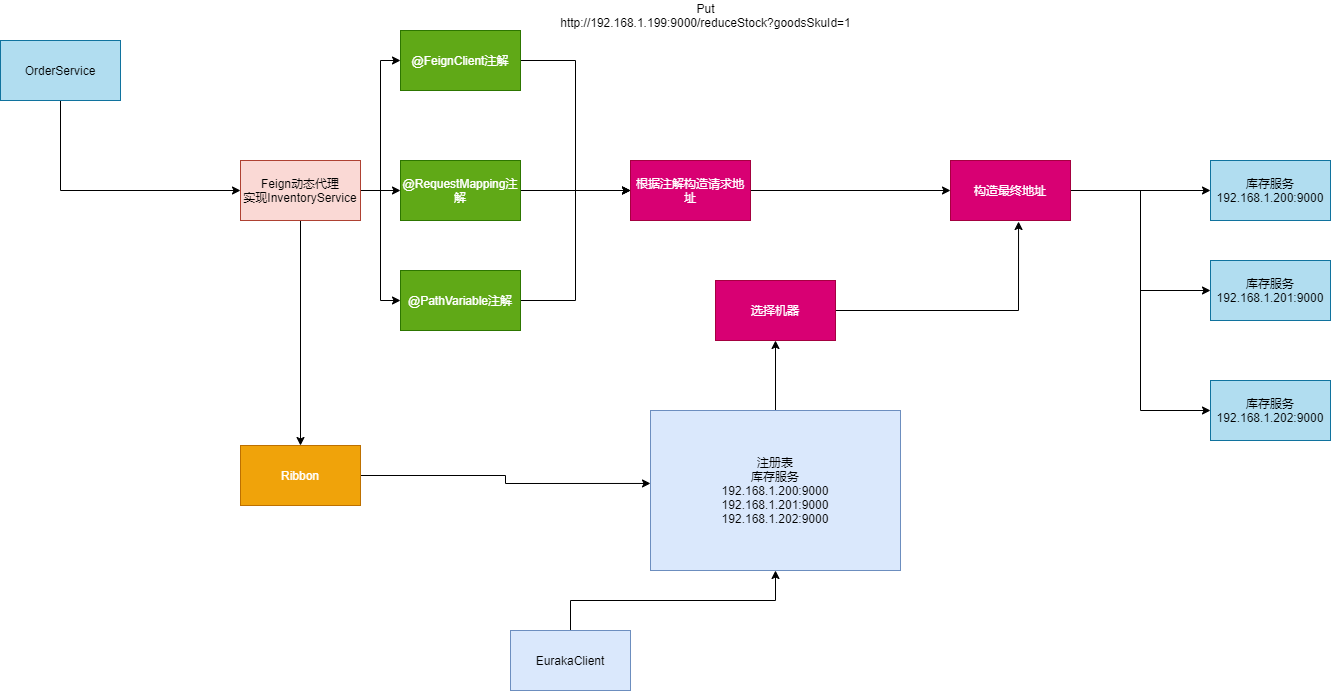 Put
http://192.168.1.199:9000/reduceStock?goodsSkuId=1
OrderService
@FeignClient注解
Feign动态代理
实现InventoryService
@RequestMapping注
解
根据注解构造请求地
址
构造最终地址
库存服务
192.168.1.200:9000
@PathVariable注解
选择机器
库存服务
192.168.1.201:9000
库存服务
192.168.1.202:9000
Ribbon
注册表
库存服务
192.168.1.200:9000
192.168.1.201:9000
192.168.1.202:9000
EurakaClient